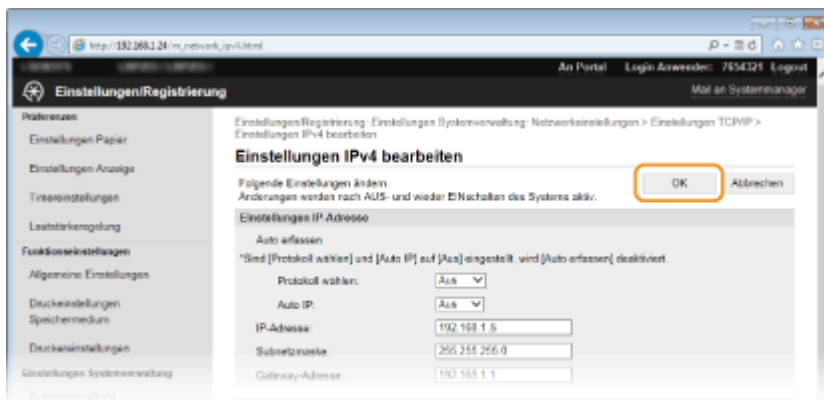 http://192.168.1.24/m_network_ipv4.html
An Portal Login Anwender: 7654321 Logout
Einstellungen/Registrierung
Mail an Systemmanager
Präferenzen
Einstellungen Papier
Einstellungen Anzeige
Timereinstellungen
Lautstärkeregelung
Funktionseinstellungen
Allgemeine Einstellungen
Druckeinstellungen
Speichermedium
Druckereinstellungen
Einstellungen Systemverwaltung
Einstellungen/Registrierung: Einstellungen Systemverwaltung: Netzwerkeinstellungen > Einstellungen TCP/IP >
Einstellungen IPv4 bearbeiten
Einstellungen IPv4 bearbeiten
Folgende Einstellungen ändern.
Änderungen werden nach AUS- und wieder EINschalten des Systems aktiv.
OK
Abbrechen
Einstellungen IP-Adresse
Auto erfassen
*Sind [Protokoll wählen] und [Auto IP] auf [Aus] eingestellt, wird [Auto erfassen] deaktiviert
Protokoll wählen: Aus
Auto IP: Aus
IP-Adresse: 192.168.1.5
Subnetzmaske: 255.255.255.0
Gateway-Adresse: 192.168.1.1